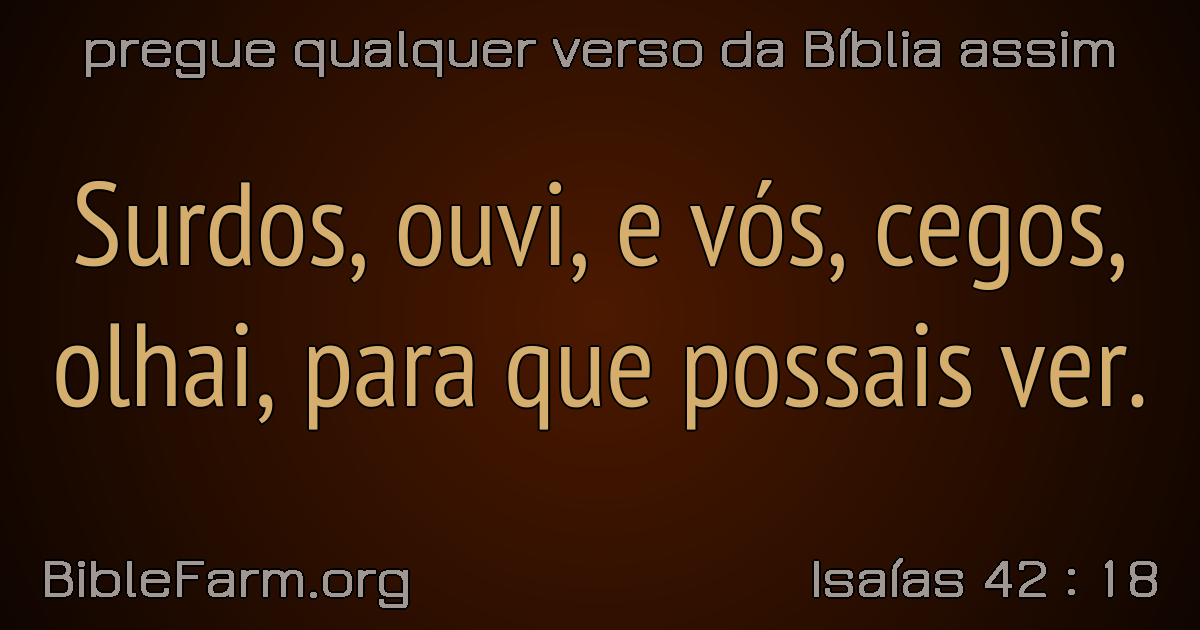 pregue qualquer verso da Bíblia assim
Surdos, ouvi, e vós, cegos,
olhai, para que possais ver.
BibleFarm.org
Isaías 42 : 18